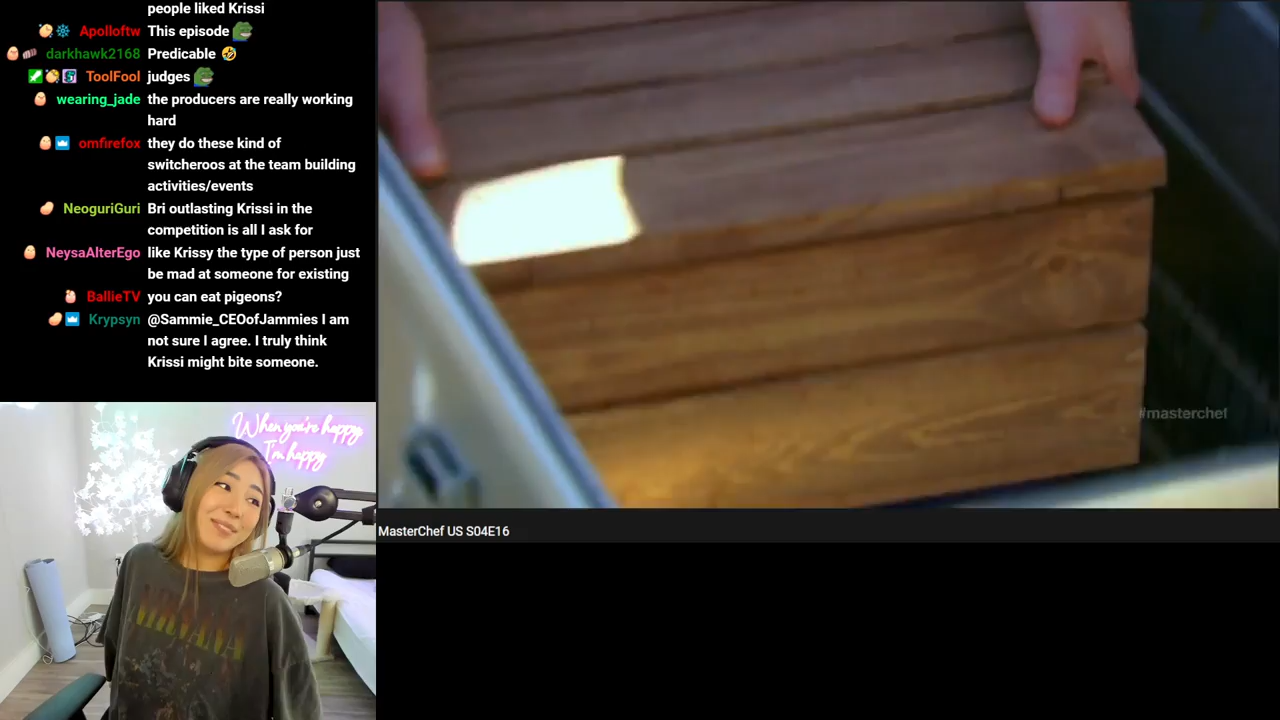 people liked Krissi
Apolloftw This episode
darkhawk2168 Predicable
ToolFool judges
wearing_jade the producers are really working
hard
omfirefox they do these kind of
switcheroos at the team building
activities/events
NeoguriGuri Bri outlasting Krissi in the
competition is all I ask for
NeysaAlterEgo like Krissy the type of person just
be mad at someone for existing
BallieTV you can eat pigeons?
Krypsyn @Sammie_CEOofJammies I am
not sure I agree. I truly think
Krissi might bite someone.
When you're happy,
I'm happy
NIRVANA
#masterchef
MasterChef US S04E16